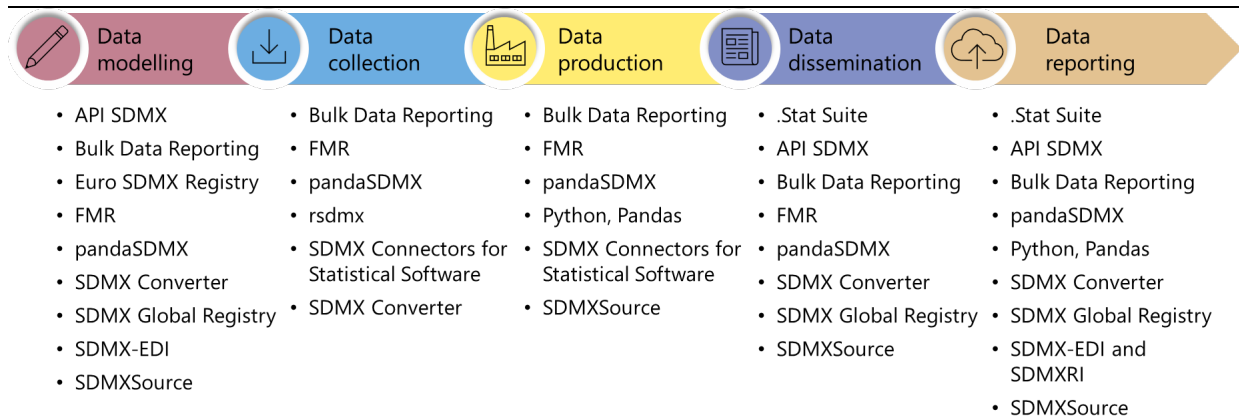 Data
modelling
Data
collection
Data
production
Data
dissemination
Data
reporting
• API SDMX
• Bulk Data Reporting
• Euro SDMX Registry
• FMR
• pandaSDMX
• SDMX Converter
• SDMX Global Registry
• SDMX-EDI
• SDMXSource
• Bulk Data Reporting
• FMR
• pandaSDMX
• rsdmx
• SDMX Connectors for
Statistical Software
• SDMX Converter
• Bulk Data Reporting
• FMR
• pandaSDMX
• Python, Pandas
• SDMX Connectors for
Statistical Software
• SDMXSource
• .Stat Suite
• API SDMX
• Bulk Data Reporting
• FMR
• pandaSDMX
• SDMX Converter
• SDMX Global Registry
• SDMXSource
• .Stat Suite
• API SDMX
• Bulk Data Reporting
• pandaSDMX
• Python, Pandas
• SDMX Converter
• SDMX Global Registry
• SDMX-EDI and
SDMXRI
• SDMXSource